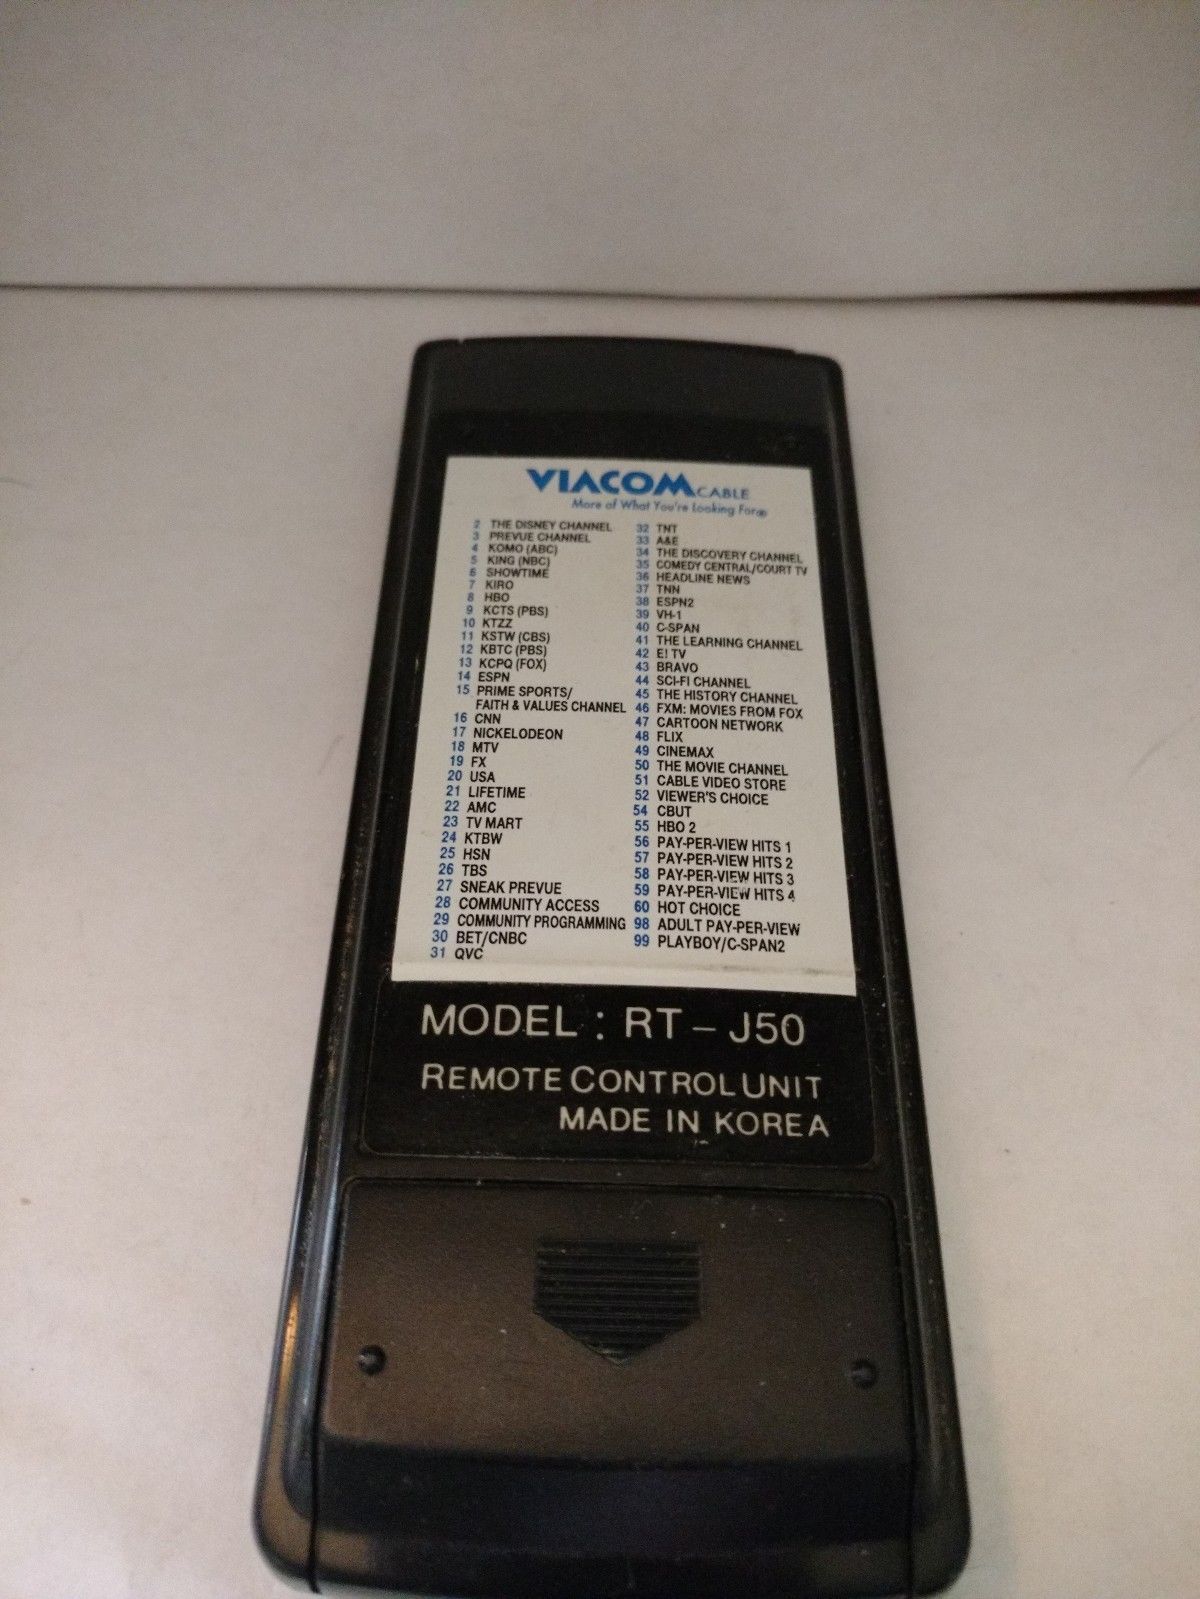 VIACOM CABLE
More of What You're Looking For
2 THE DISNEY CHANNEL
3 PREVUE CHANNEL
4 KOMO (ABC)
5 KING (NBC)
6 SHOWTIME
7 KIRO
8 HBO
9 KCTS (PBS)
10 KTZZ
11 KSTW (CBS)
12 KBTC (PBS)
13 KCPQ (FOX)
14 ESPN
15 PRIME SPORTS/
FAITH & VALUES CHANNEL
16 CNN
17 NICKELODEON
18 MTV
19 FX
20 USA
21 LIFETIME
22 AMC
23 TV MART
24 KTBW
25 HSN
26 TBS
27 SNEAK PREVUE
28 COMMUNITY ACCESS
29 COMMUNITY PROGRAMMING
30 BET/CNBC
31 QVC
32 TNT
33 A&E
34 THE DISCOVERY CHANNEL
35 COMEDY CENTRAL/COURT TV
36 HEADLINE NEWS
37 TNN
38 ESPN2
39 VH-1
40 C-SPAN
41 THE LEARNING CHANNEL
42 E! TV
43 BRAVO
44 SCI-FI CHANNEL
45 THE HISTORY CHANNEL
46 FXM: MOVIES FROM FOX
47 CARTOON NETWORK
48 FLIX
49 CINEMAX
50 THE MOVIE CHANNEL
51 CABLE VIDEO STORE
52 VIEWER'S CHOICE
54 CBUT
55 HBO 2
56 PAY-PER-VIEW HITS 1
57 PAY-PER-VIEW HITS 2
58 PAY-PER-VIEW HITS 3
59 PAY-PER-VIEW HITS 4
60 HOT CHOICE
98 ADULT PAY-PER-VIEW
99 PLAYBOY/C-SPAN2
MODEL : RT - J50
REMOTE CONTROL UNIT
MADE IN KOREA